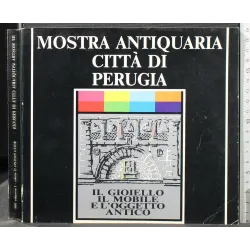 MOSTRA ANTIQUARIA
CITTÀ DI
PERUGIA
IL GIOIELLO
IL MOBILE
E L'OGGETTO
ANTICO